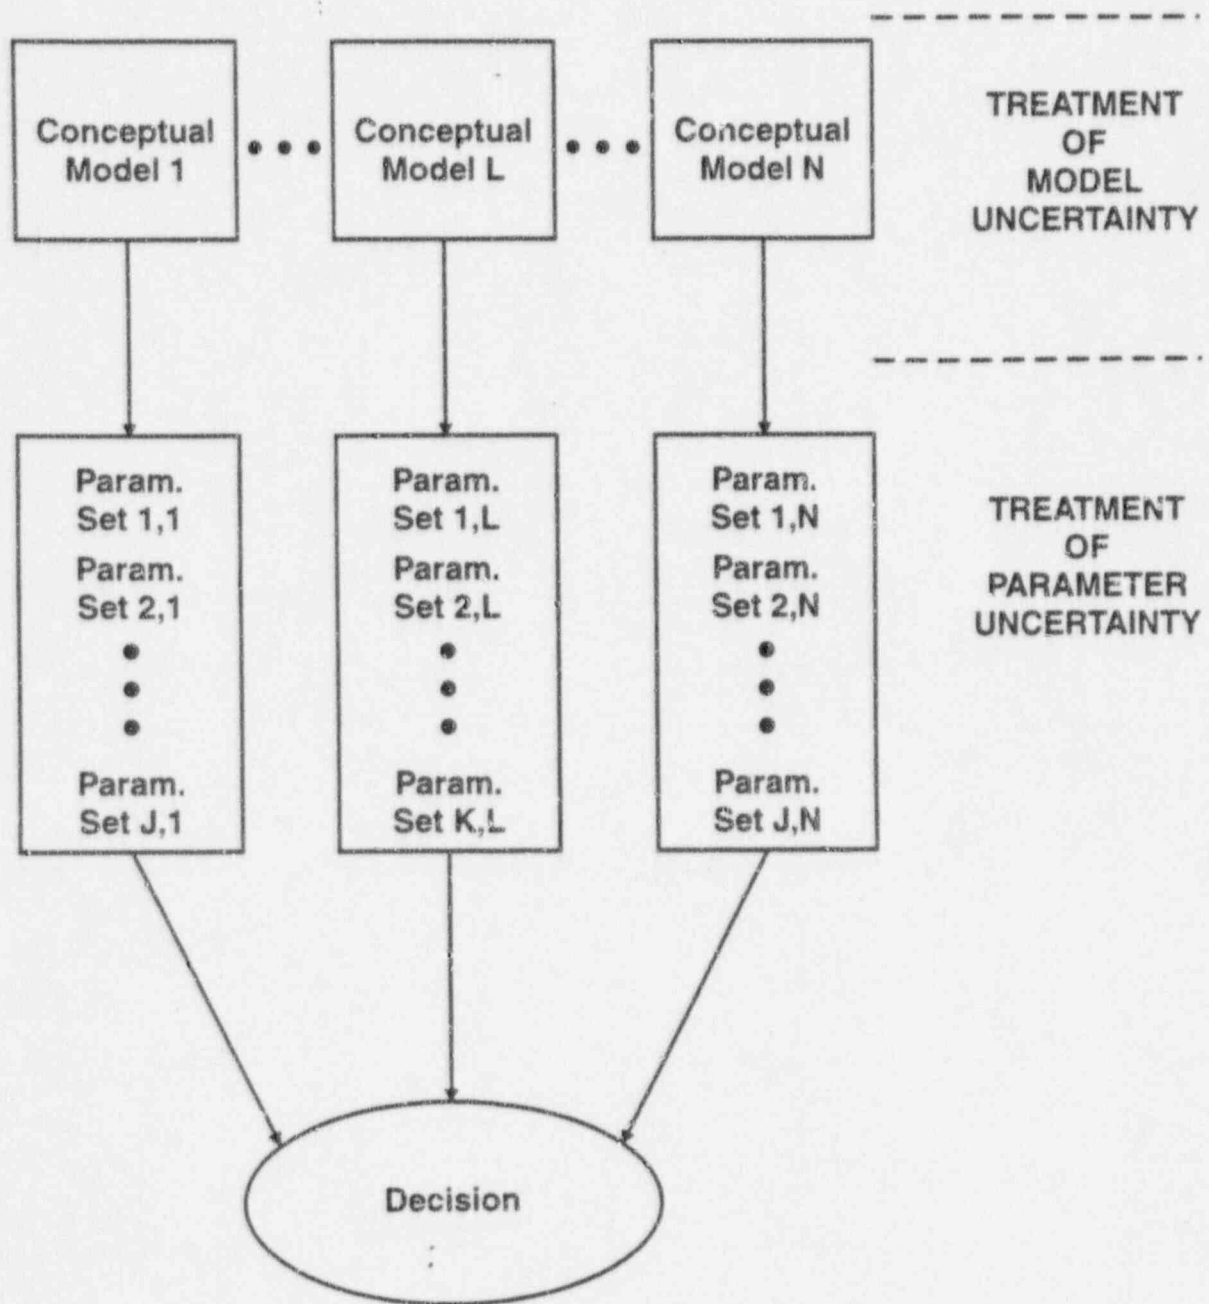 Conceptual
Model 1
Conceptual
Model L
Conceptual
Model N
TREATMENT
OF
MODEL
UNCERTAINTY
Param.
Set 1,1
Param.
Set 2,1
Param.
Set J,1
Param.
Set 1,L
Param.
Set 2,L
Param.
Set K,L
Param.
Set 1,N
Param.
Set 2,N
Param.
Set J,N
TREATMENT
OF
PARAMETER
UNCERTAINTY
Decision